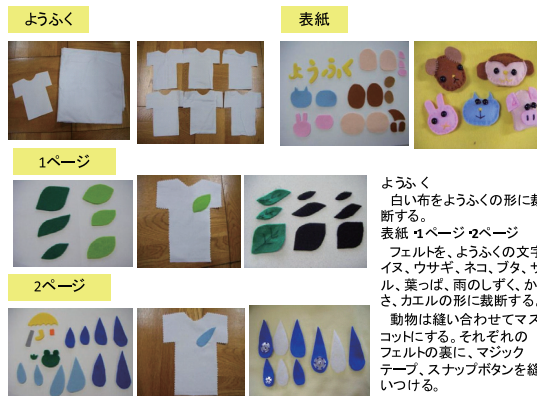 ようふく
表紙
ようふく
1ページ
2ページ
ようふく
白い布をようふくの形に裁
断する。
表紙・1ページ・2ページ
フェルトを、ようふくの文字
イヌ、ウサギ、ネコ、ブタ、サ
ル、葉っぱ、雨のしずく、か
さ、カエルの形に裁断する。
動物は縫い合わせてマス
コットにする。それぞれの
フェルトの裏に、マジック
テープ、スナップボタンを縫
いつける。